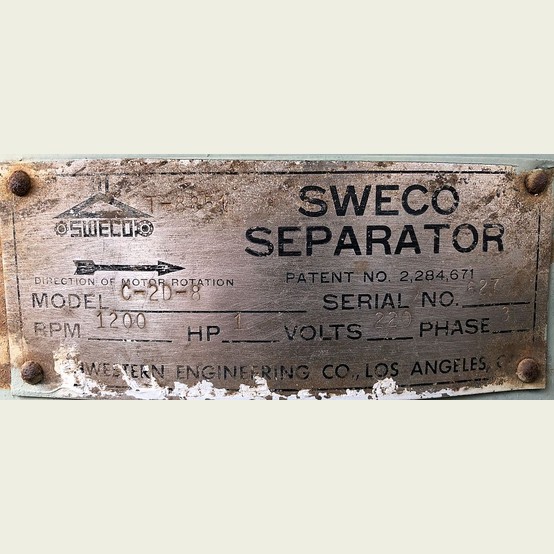 SWECO
SWECO
SEPARATOR
DIRECTION OF MOTOR ROTATION
PATENT NO. 2,284,671
MODEL C-2D-8 SERIAL NO.
RPM 1200 HP 1 VOLTS 220 PHASE
ENGINEERING CO., LOS ANGELES,